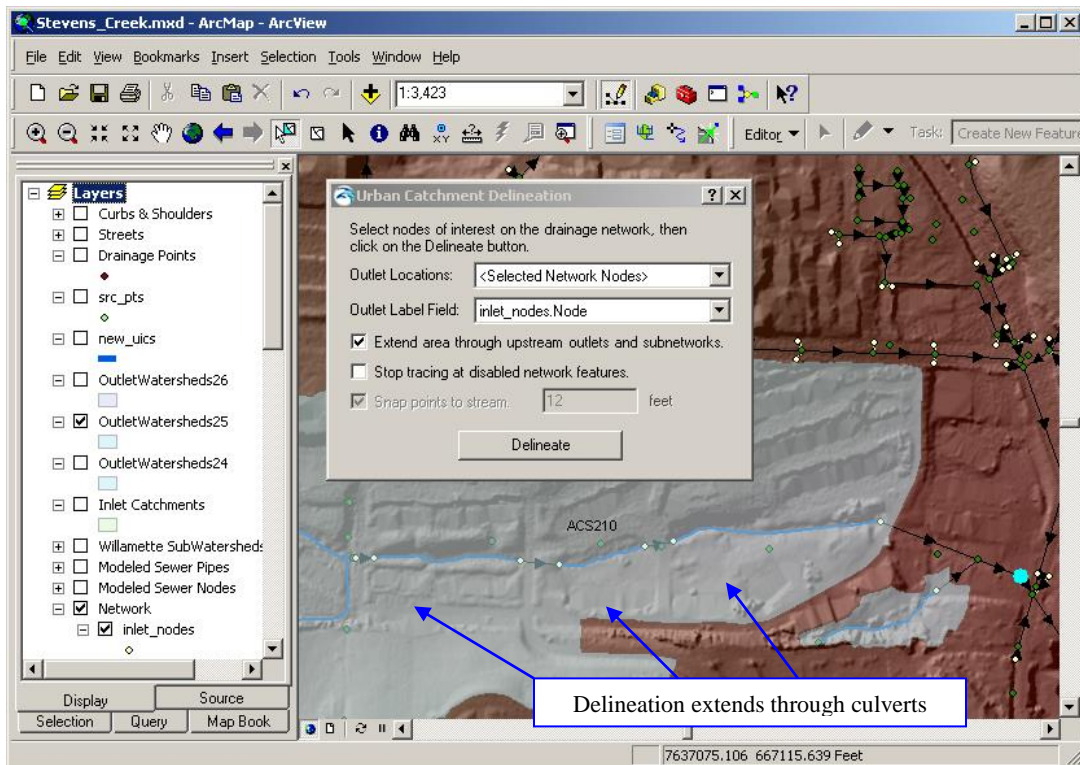 Stevens_Creek.mxd - ArcMap - ArcView
File Edit View Bookmarks Insert Selection Tools Window Help
1:3,423
Editor Task: Create New Feature
Layers
Curbs & Shoulders
Streets
Drainage Points
src_pts
new_uics
OutletWatersheds26
OutletWatersheds25
OutletWatersheds24
Inlet Catchments
Willamette SubWatersheds
Modeled Sewer Pipes
Modeled Sewer Nodes
Network
inlet_nodes
Display Source
Selection Query Map Book
Urban Catchment Delineation
Select nodes of interest on the drainage network, then
click on the Delineate button.
Outlet Locations: <Selected Network Nodes>
Outlet Label Field: inlet_nodes.Node
Extend area through upstream outlets and subnetworks.
Stop tracing at disabled network features.
Snap points to stream. 12 feet
Delineate
ACS210
Delineation extends through culverts
7637075.106 667115.639 Feet